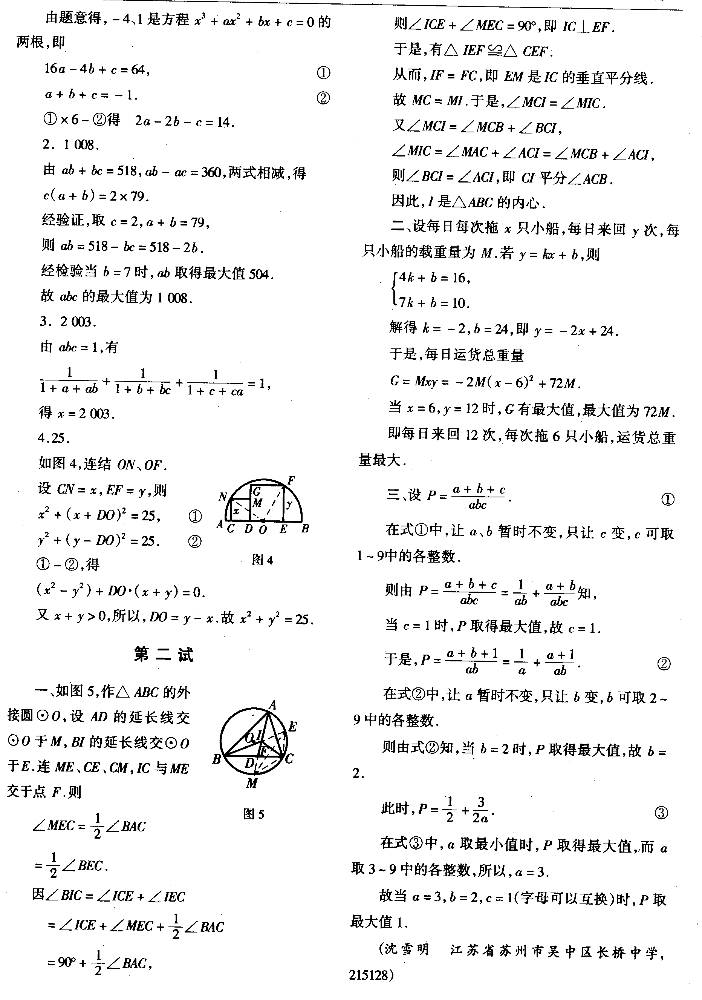 由题意得,-4、1是方程 x³ + ax² + bx + c = 0 的
两根,即
16a - 4b + c = 64, ①
a + b + c = -1. ②
①×6-②得 2a - 2b - c = 14.
2. 1 008.
由 ab + bc = 518, ab - ac = 360,两式相减,得
c(a + b) = 2×79.
经验证,取 c = 2, a + b = 79,
则 ab = 518 - bc = 518 - 2b.
经检验当 b = 7 时, ab 取得最大值 504.
故 abc 的最大值为 1 008.
3. 2 003.
由 abc = 1,有
1/(1 + a + ab) + 1/(1 + b + bc) + 1/(1 + c + ca) = 1,
得 x = 2 003.
4.25.
如图 4,连结 ON、OF.
设 CN = x, EF = y,则
x² + (x + DO)² = 25, ①
y² + (y - DO)² = 25. ②
①-②,得
N G F M x y A C D O E B
图 4
(x² - y²) + DO·(x + y) = 0.
又 x + y > 0,所以, DO = y - x.故 x² + y² = 25.
第 二 试
一、如图 5,作△ABC 的外
接圆⊙O,设 AD 的延长线交
⊙O 于 M, BI 的延长线交⊙O
于 E.连 ME、CE、CM, IC 与 ME
交于点 F.则
A E O I F B D C M
图 5
∠MEC = 1/2 ∠BAC
= 1/2 ∠BEC.
因∠BIC = ∠ICE + ∠IEC
= ∠ICE + ∠MEC + 1/2 ∠BAC
= 90° + 1/2 ∠BAC,
则∠ICE + ∠MEC = 90°,即 IC⊥EF.
于是,有△IEF≌△CEF.
从而, IF = FC,即 EM 是 IC 的垂直平分线.
故 MC = MI.于是,∠MCI = ∠MIC.
又∠MCI = ∠MCB + ∠BCI,
∠MIC = ∠MAC + ∠ACI = ∠MCB + ∠ACI,
则∠BCI = ∠ACI,即 CI 平分∠ACB.
因此, I 是△ABC 的内心.
二、设每日每次拖 x 只小船,每日来回 y 次,每
只小船的载重量为 M.若 y = kx + b,则
{4k + b = 16,
7k + b = 10.
解得 k = -2, b = 24,即 y = -2x + 24.
于是,每日运货总重量
G = Mxy = -2M(x - 6)² + 72M.
当 x = 6, y = 12 时, G 有最大值,最大值为 72M.
即每日来回 12 次,每次拖 6 只小船,运货总重
量最大.
三、设 P = (a + b + c)/abc. ①
在式①中,让 a、b 暂时不变,只让 c 变, c 可取
1~9中的各整数.
则由 P = (a + b + c)/abc = 1/ab + (a + b)/abc 知,
当 c = 1 时, P 取得最大值,故 c = 1.
于是, P = (a + b + 1)/ab = 1/a + (a + 1)/ab. ②
在式②中,让 a 暂时不变,只让 b 变, b 可取 2~
9 中的各整数.
则由式②知,当 b = 2 时, P 取得最大值,故 b =
2.
此时, P = 1/2 + 3/2a. ③
在式③中, a 取最小值时, P 取得最大值,而 a
取 3~9 中的各整数,所以, a = 3.
故当 a = 3, b = 2, c = 1(字母可以互换)时, P 取
最大值 1.
(沈雪明 江苏省苏州市吴中区长桥中学,
215128)